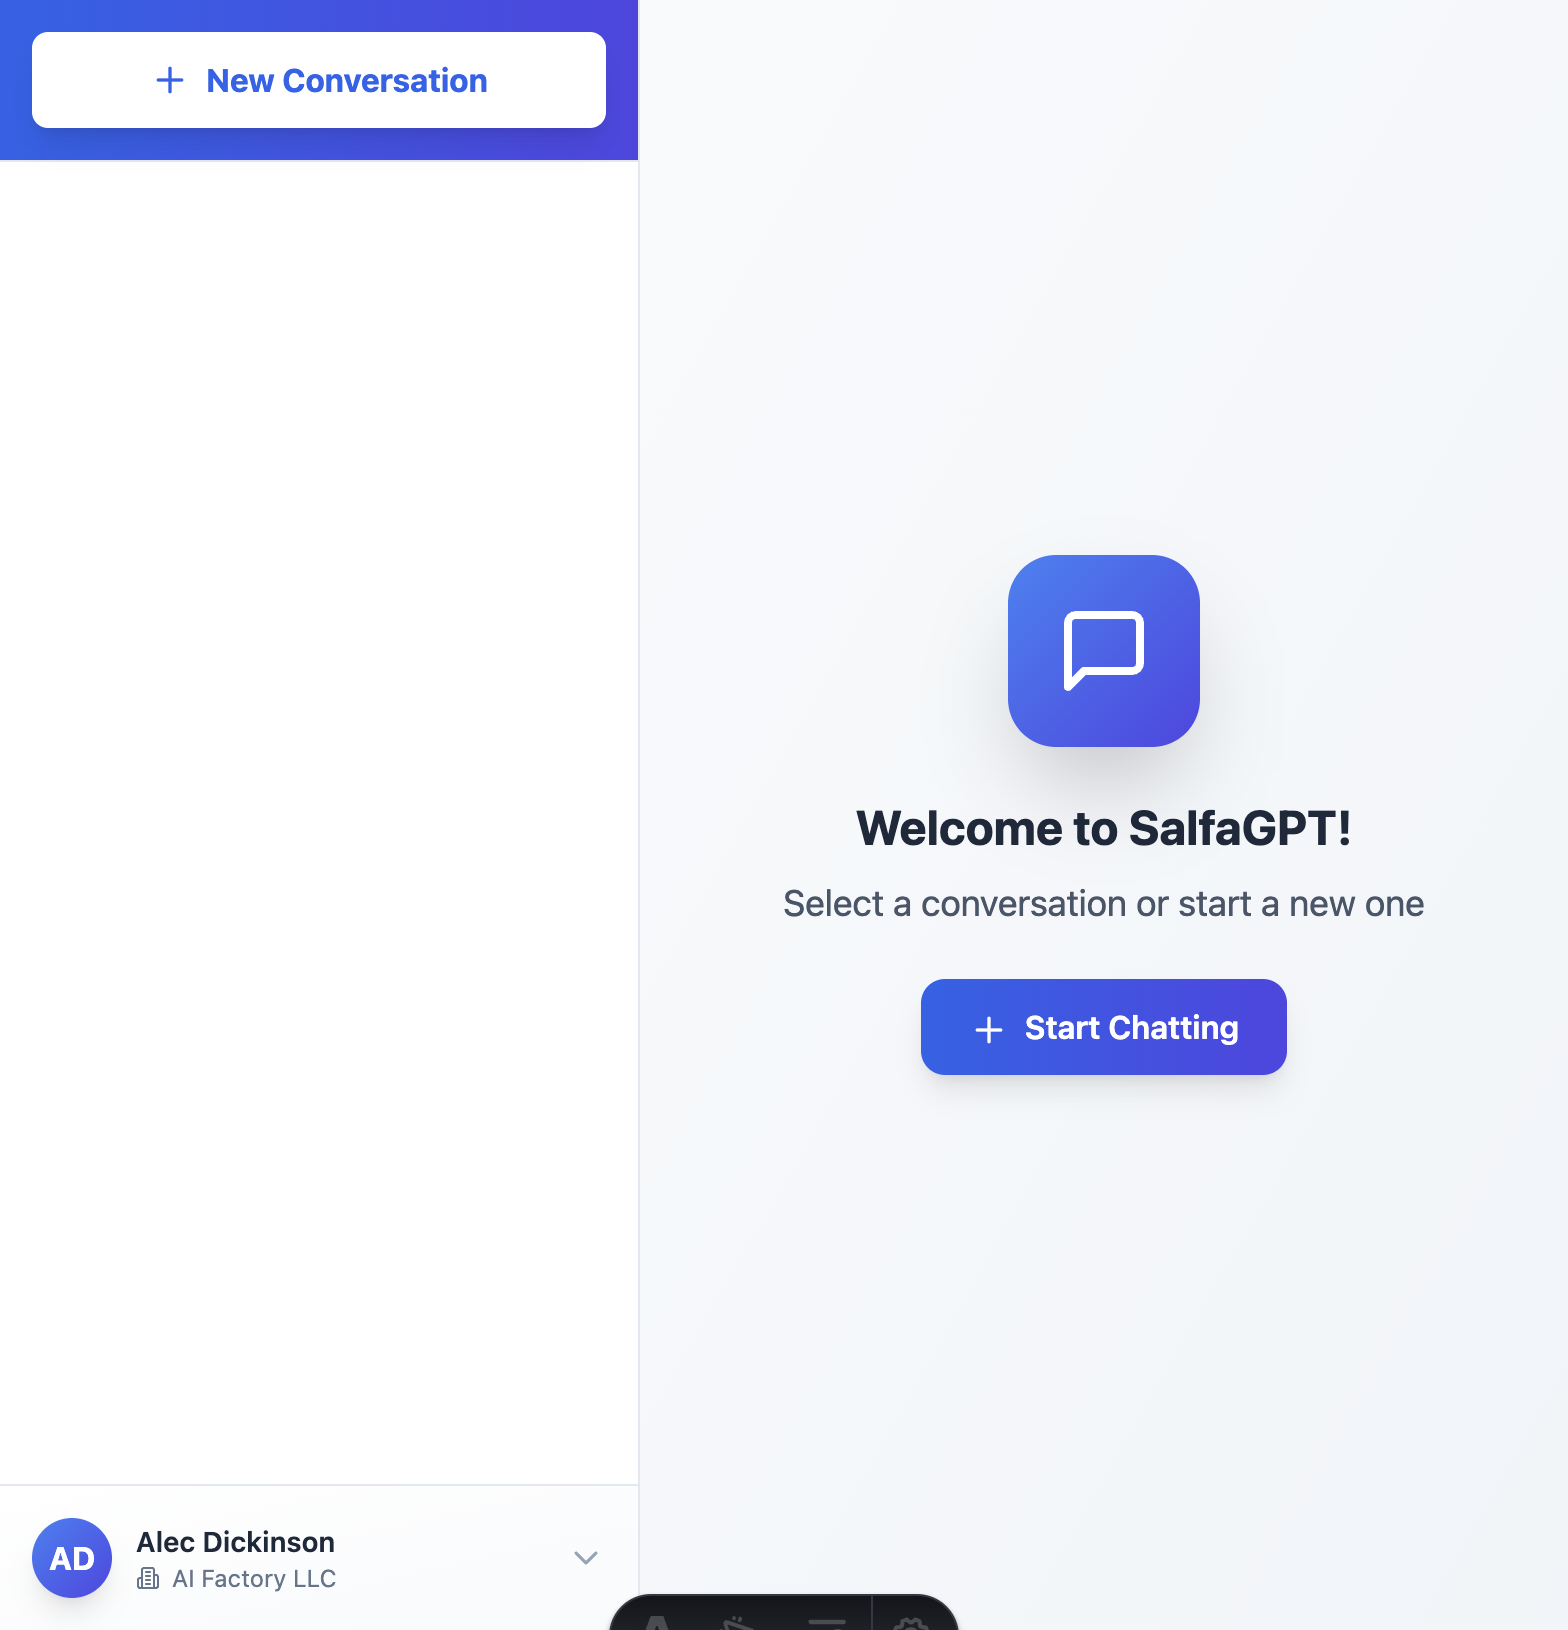 New Conversation
Welcome to SalfaGPT!
Select a conversation or start a new one
Start Chatting
AD
Alec Dickinson
AI Factory LLC